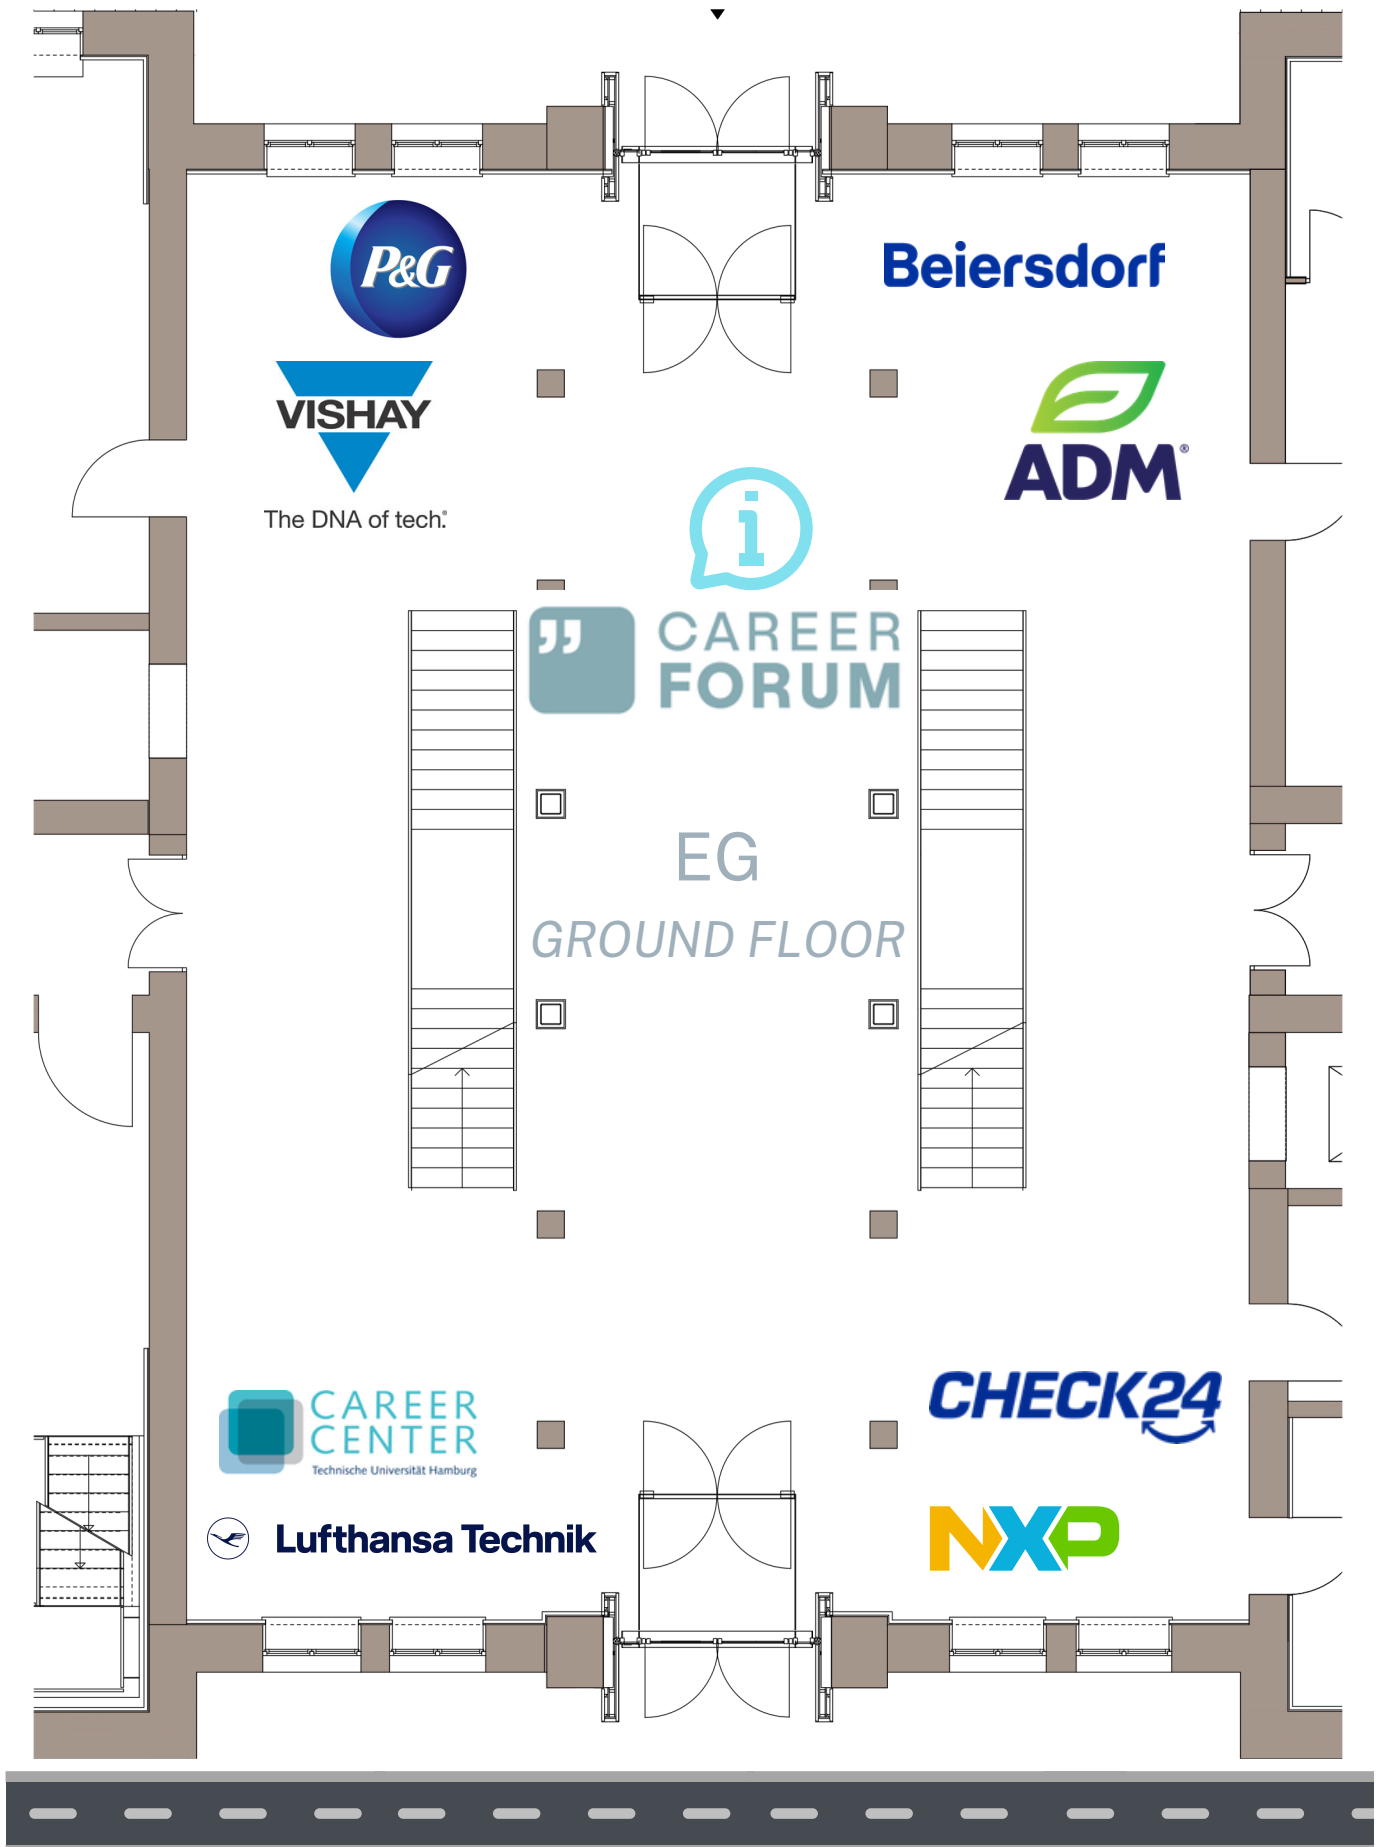 P&G
Beiersdorf
VISHAY
The DNA of tech.®
ADM®
i
CAREER
FORUM
EG
GROUND FLOOR
CAREER
CENTER
Technische Universität Hamburg
CHECK24
Lufthansa Technik
NXP